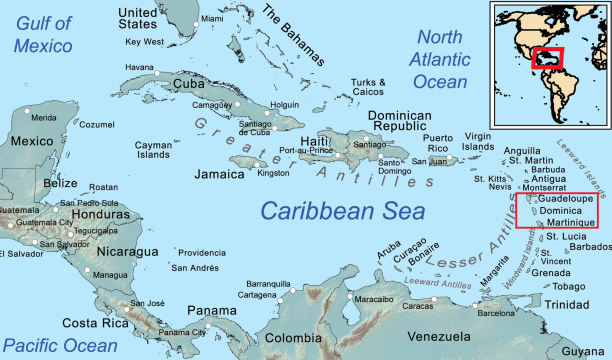 Gulf of
Mexico
United
States
Miami
Key West
The Bahamas
North
Atlantic
Ocean
Havana
Cuba
Camagüey
Holguin
Santiago
de Cuba
Turks &
Caicos
Merida
Cozumel
Mexico
Cayman
Islands
Greater Antilles
Jamaica
Kingston
Haiti
Port-au-Prince
Dominican
Republic
Santiago
Santo
Domingo
Puerto
Rico
San Juan
Virgin
Islands
Anguilla
St. Martin
Leeward Islands
Barbuda
St. Kitts
Nevis
Antigua
Montserrat
Guadeloupe
Dominica
Martinique
Belize
Roatan
San Pedro Sula
Guatemala
Honduras
Guatemala City
Tegucigalpa
El Salvador
San Salvador
Nicaragua
Managua
Caribbean Sea
Providencia
San Andrés
Lesser Antilles
Windward Islands
St. Lucia
Barbados
St.
Vincent
Grenada
Tobago
Trinidad
Aruba
Curaçao
Bonaire
Leeward Antilles
Margarita
San José
Costa Rica
Panama
Panama City
Barranquilla
Cartagena
Maracaibo
Caracas
Barcelona
Pacific Ocean
Colombia
Venezuela
Guyana